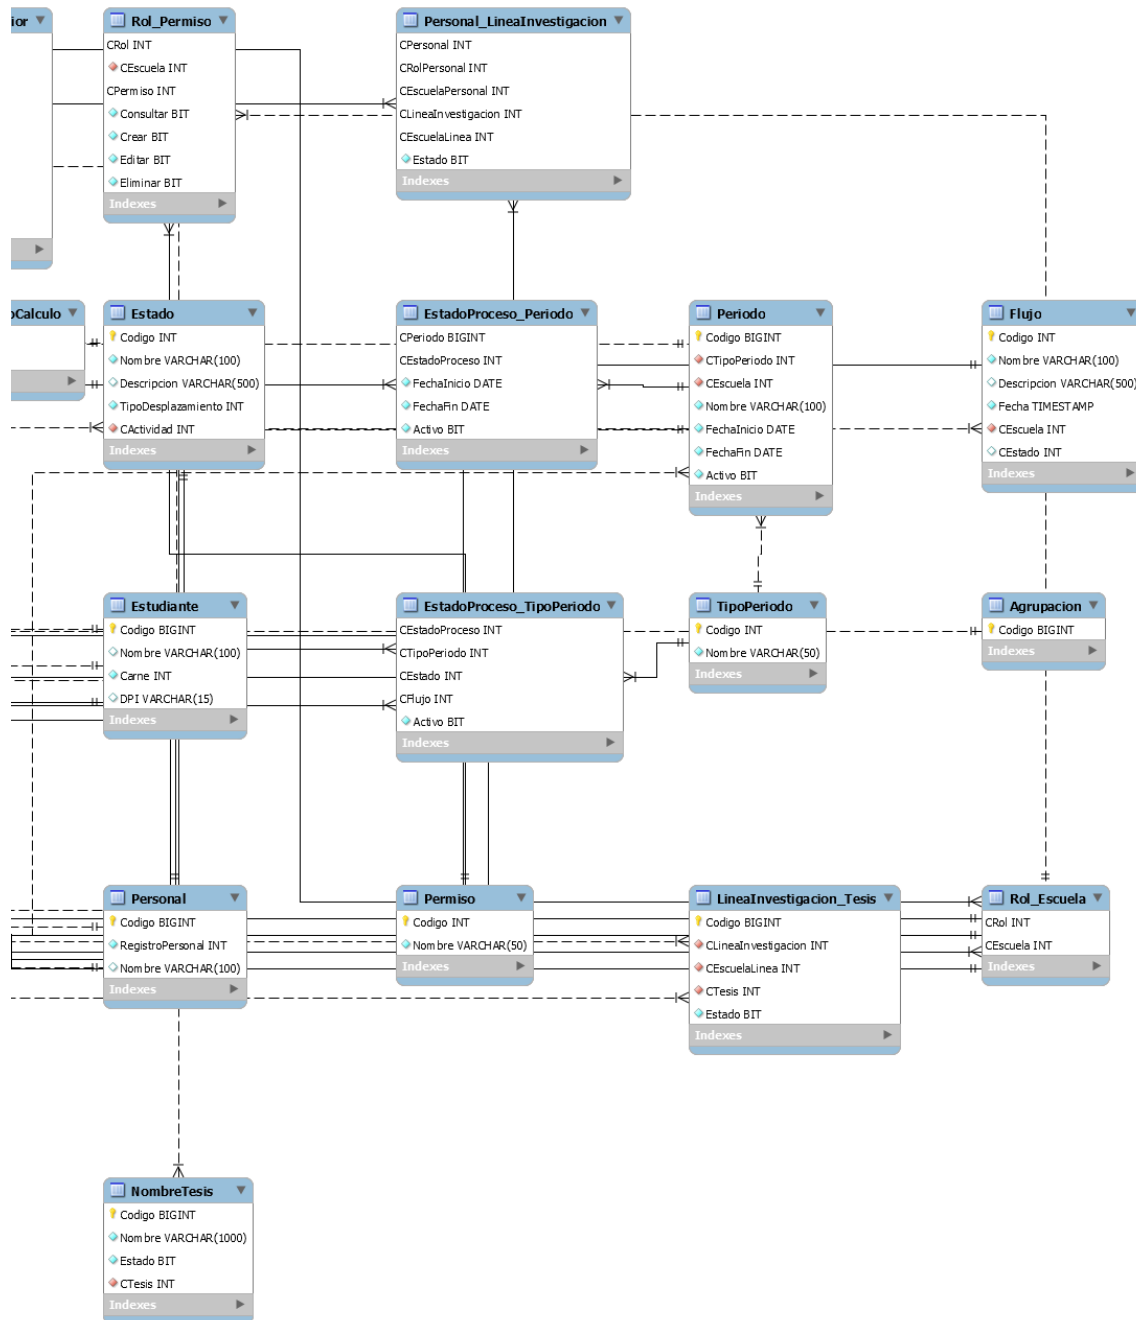 ior
Rol_Permiso
CRol INT
CEscuela INT
CPermiso INT
Consultar BIT
Crear BIT
Editar BIT
Eliminar BIT
Indexes
Personal_LineaInvestigacion
CPersonal INT
CRolPersonal INT
CEscuelaPersonal INT
CLineaInvestigacion INT
CEscuelaLinea INT
Estado BIT
Indexes
oCalculo
Estado
Codigo INT
Nombre VARCHAR(100)
Descripcion VARCHAR(500)
TipoDesplazamiento INT
CActividad INT
Indexes
EstadoProceso_Periodo
CPeriodo BIGINT
CEstadoProceso INT
FechaInicio DATE
FechaFin DATE
Activo BIT
Indexes
Periodo
Codigo BIGINT
CTipoPeriodo INT
CEscuela INT
Nombre VARCHAR(100)
FechaInicio DATE
FechaFin DATE
Activo BIT
Indexes
Flujo
Codigo INT
Nombre VARCHAR(100)
Descripcion VARCHAR(500)
Fecha TIMESTAMP
CEscuela INT
CEstado INT
Indexes
Estudiante
Codigo BIGINT
Nombre VARCHAR(100)
Carne INT
DPI VARCHAR(15)
Indexes
EstadoProceso_TipoPeriodo
CEstadoProceso INT
CTipoPeriodo INT
CEstado INT
CFlujo INT
Activo BIT
Indexes
TipoPeriodo
Codigo INT
Nombre VARCHAR(50)
Indexes
Agrupacion
Codigo BIGINT
Indexes
Personal
Codigo BIGINT
RegistroPersonal INT
Nombre VARCHAR(100)
Indexes
Permiso
Codigo INT
Nombre VARCHAR(50)
Indexes
LineaInvestigacion_Tesis
Codigo BIGINT
CLineaInvestigacion INT
CEscuelaLinea INT
CTesis INT
Estado BIT
Indexes
Rol_Escuela
CRol INT
CEscuela INT
Indexes
NombreTesis
Codigo BIGINT
Nombre VARCHAR(1000)
Estado BIT
CTesis INT
Indexes